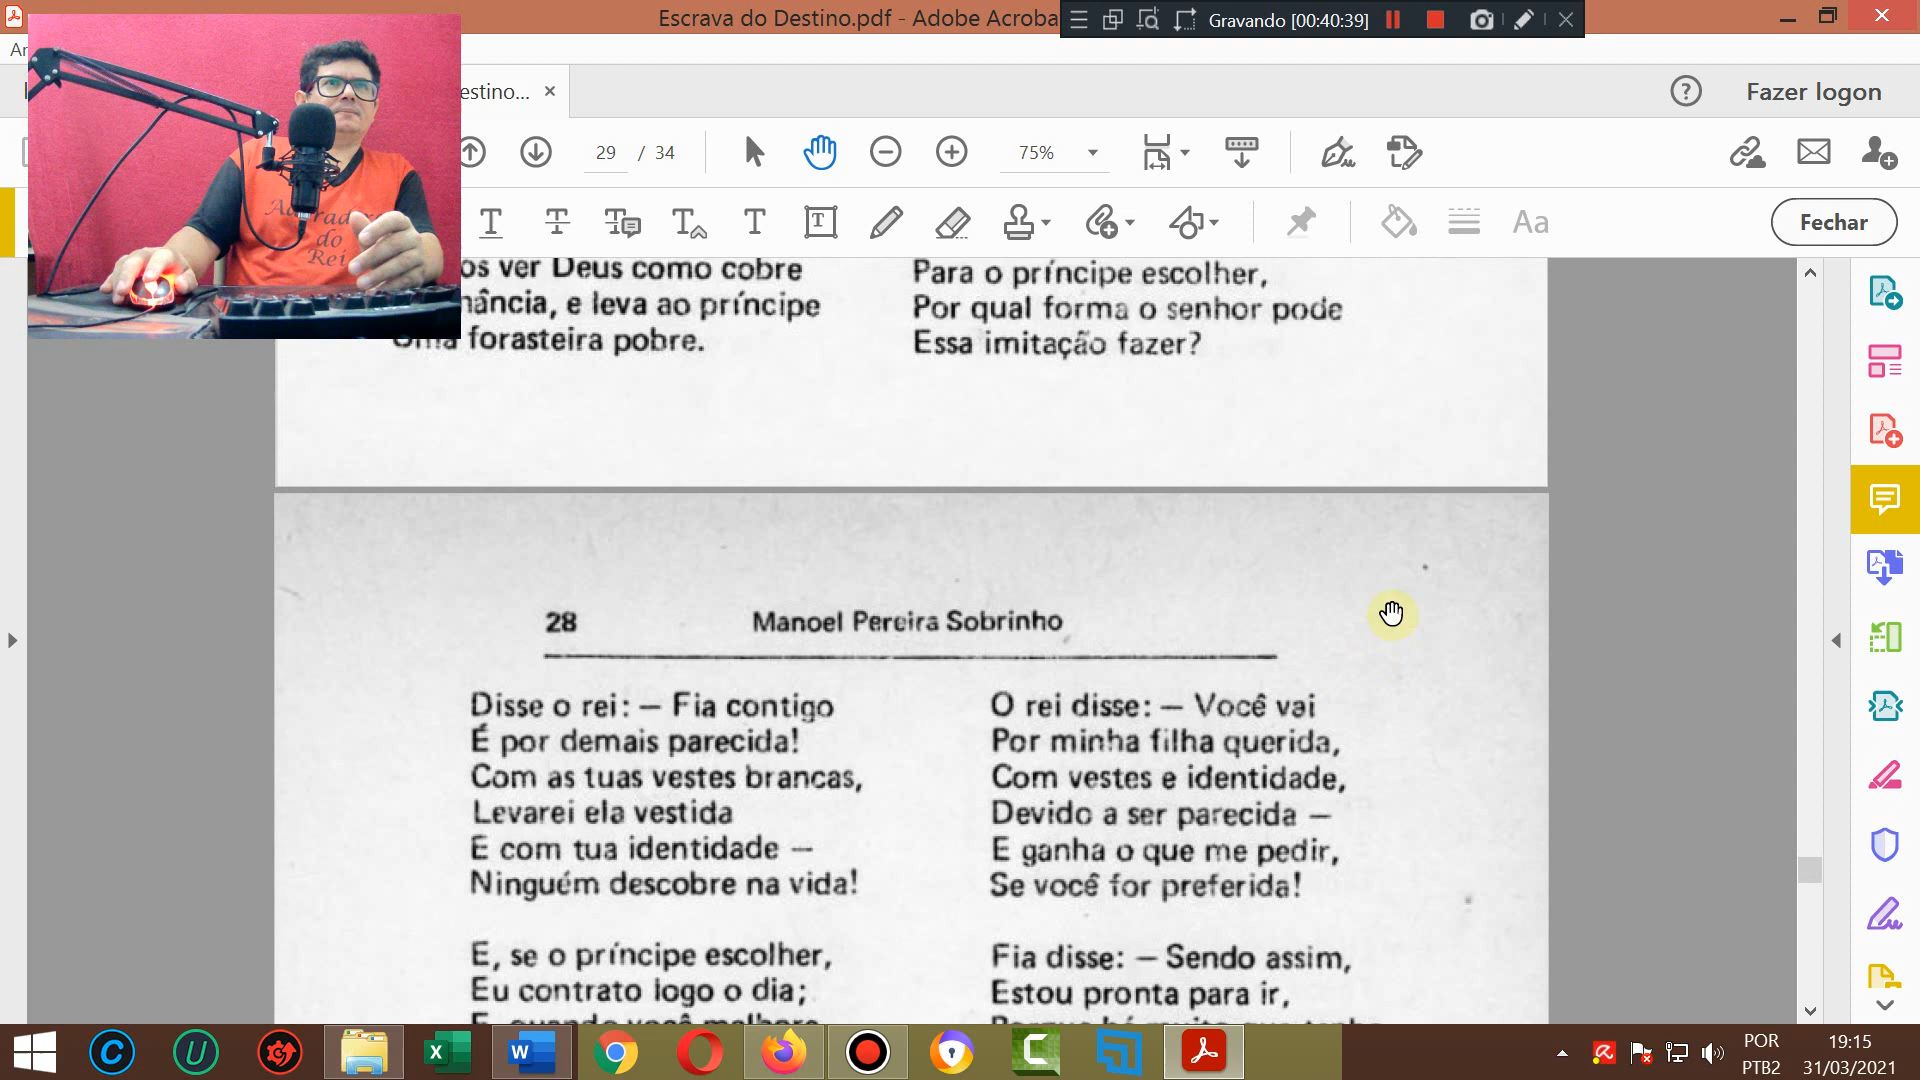 Escrava do Destino.pdf - Adobe Acroba
Gravando [00:40:39]
estino...
Fazer logon
29 / 34
75%
Fechar
Aa
do
Rei
os ver Deus como cobre
ância, e leva ao príncipe
forasteira pobre.
Para o príncipe escolher,
Por qual forma o senhor pode
Essa imitação fazer?
28 Manoel Pereira Sobrinho
Disse o rei: — Fia contigo
É por demais parecida!
Com as tuas vestes brancas,
Levarei ela vestida
E com tua identidade —
Ninguém descobre na vida!
E, se o príncipe escolher,
Eu contrato logo o dia;
O rei disse: — Você vai
Por minha filha querida,
Com vestes e identidade,
Devido a ser parecida —
E ganha o que me pedir,
Se você for preferida!
Fia disse: — Sendo assim,
Estou pronta para ir,
POR
PTB2
19:15
31/03/2021